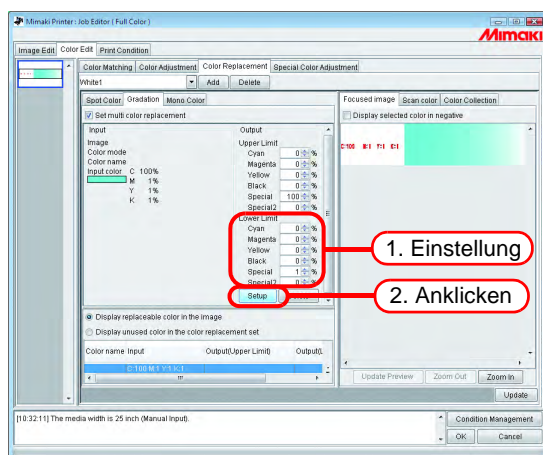 Mimaki Printer : Job Editor ( Full Color )
Mimaki
Image Edit Color Edit Print Condition
Color Matching Color Adjustment Color Replacement Special Color Adjustment
White1 Add Delete
Spot Color Gradation Mono Color
Set multi color replacement
Input Output
Image Upper Limit
Color mode Cyan 0 %
Color name Magenta 0 %
Input color C 100% Yellow 0 %
M 1% Black 0 %
Y 1% Special 100 %
K 1% Special2 0 %
Lower Limit
Cyan 0 %
Magenta 0 %
Yellow 0 %
Black 0 %
Special 1 %
Special2 0 %
Setup
Display replaceable color in the image
Display unused color in the color replacement set
Color name Input Output(Upper Limit) Output(L
C:100 M:1 Y:1 K:1
Focused image Scan color Color Collection
Display selected color in negative
C:100 M:1 Y:1 K:1
1. Einstellung
2. Anklicken
Update Preview Zoom Out Zoom In
Update
[10:32:11] The media width is 25 inch (Manual Input).
Condition Management
OK Cancel